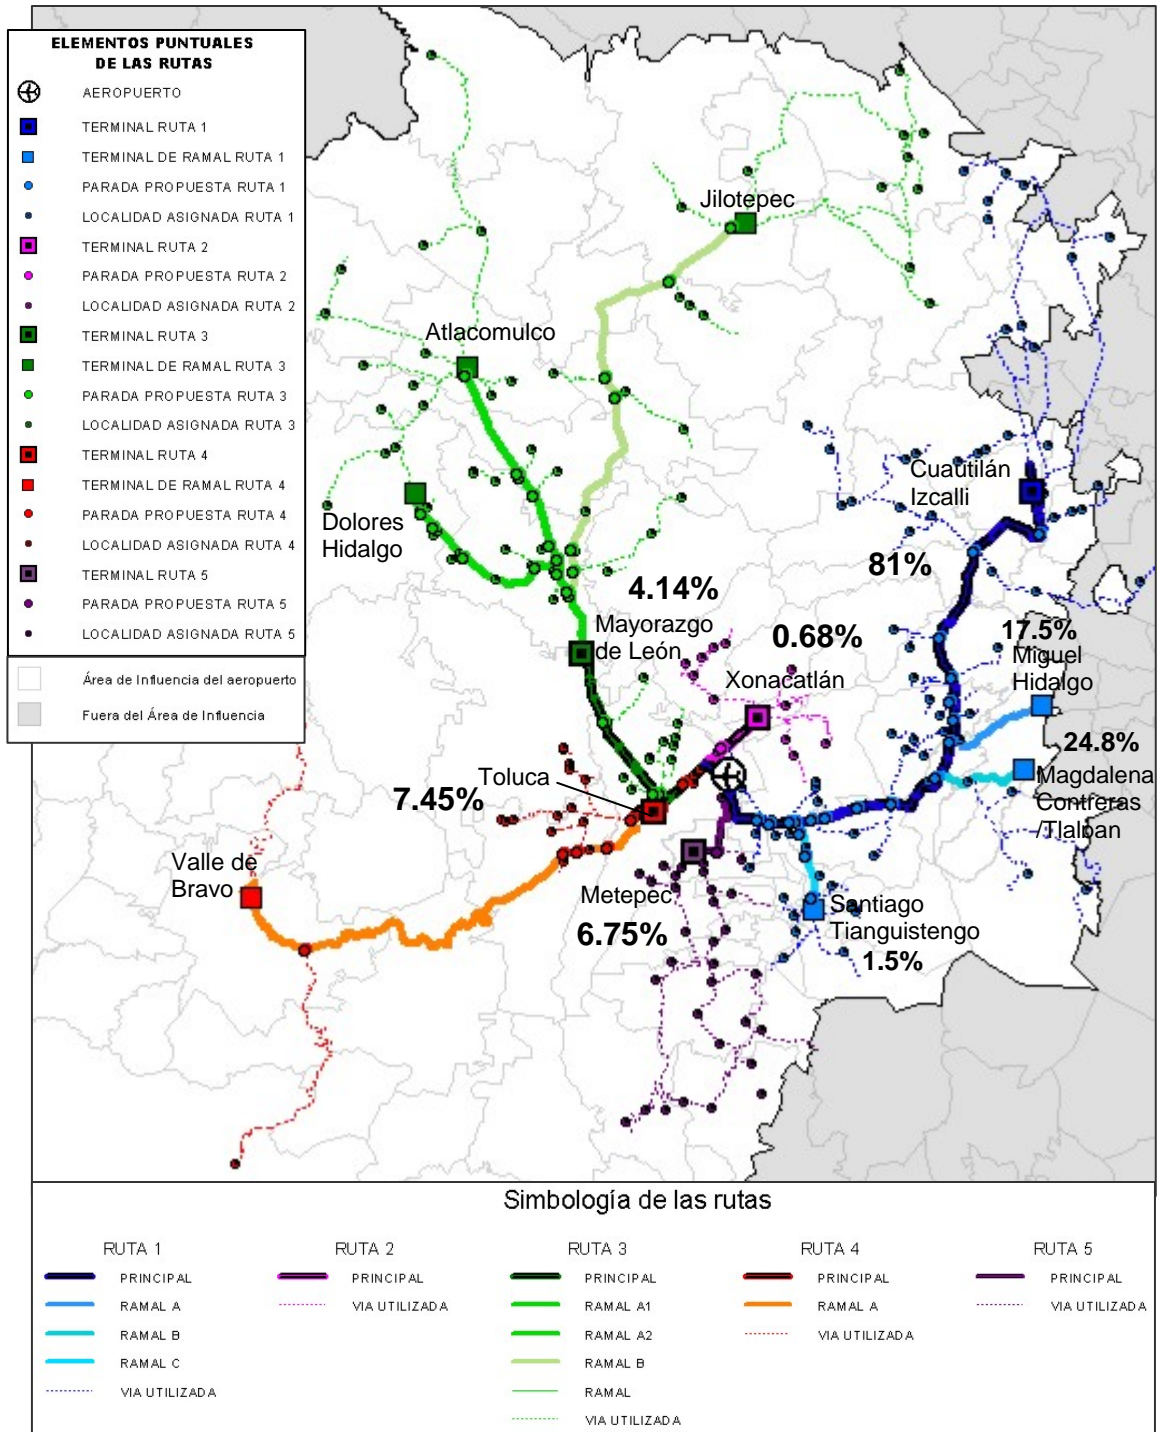 ELEMENTOS PUNTUALES
DE LAS RUTAS
AEROPUERTO
TERMINAL RUTA 1
TERMINAL DE RAMAL RUTA 1
PARADA PROPUESTA RUTA 1
LOCALIDAD ASIGNADA RUTA 1
TERMINAL RUTA 2
PARADA PROPUESTA RUTA 2
LOCALIDAD ASIGNADA RUTA 2
TERMINAL RUTA 3
TERMINAL DE RAMAL RUTA 3
PARADA PROPUESTA RUTA 3
LOCALIDAD ASIGNADA RUTA 3
TERMINAL RUTA 4
TERMINAL DE RAMAL RUTA 4
PARADA PROPUESTA RUTA 4
LOCALIDAD ASIGNADA RUTA 4
TERMINAL RUTA 5
PARADA PROPUESTA RUTA 5
LOCALIDAD ASIGNADA RUTA 5
Área de Influencia del aeropuerto
Fuera del Área de Influencia
Jilotepec
Atlacomulco
Cuautilán
Izcalli
Dolores
Hidalgo
81%
4.14%
Mayorazgo
de León
0.68%
Xonacatlán
17.5%
Miguel
Hidalgo
24.8%
Magdalena
Contreras
/Tlalpan
Toluca
7.45%
Valle de
Bravo
Metepec
6.75%
Santiago
Tianguistengo
1.5%
Simbología de las rutas
RUTA 1
PRINCIPAL
RAMAL A
RAMAL B
RAMAL C
VIA UTILIZADA
RUTA 2
PRINCIPAL
VIA UTILIZADA
RUTA 3
PRINCIPAL
RAMAL A1
RAMAL A2
RAMAL B
RAMAL
VIA UTILIZADA
RUTA 4
PRINCIPAL
RAMAL A
VIA UTILIZADA
RUTA 5
PRINCIPAL
VIA UTILIZADA